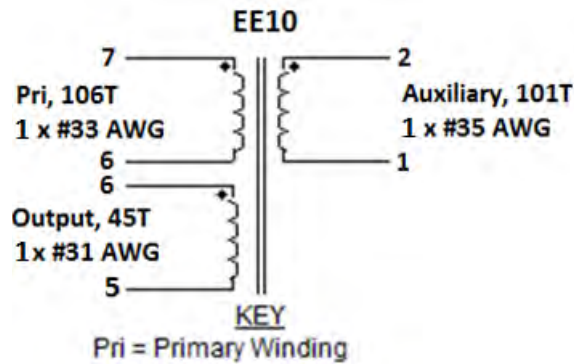 EE10
7
Pri, 106T
1 x #33 AWG
6
6
Output, 45T
1x #31 AWG
5
2
Auxiliary, 101T
1 x #35 AWG
1
KEY
Pri = Primary Winding